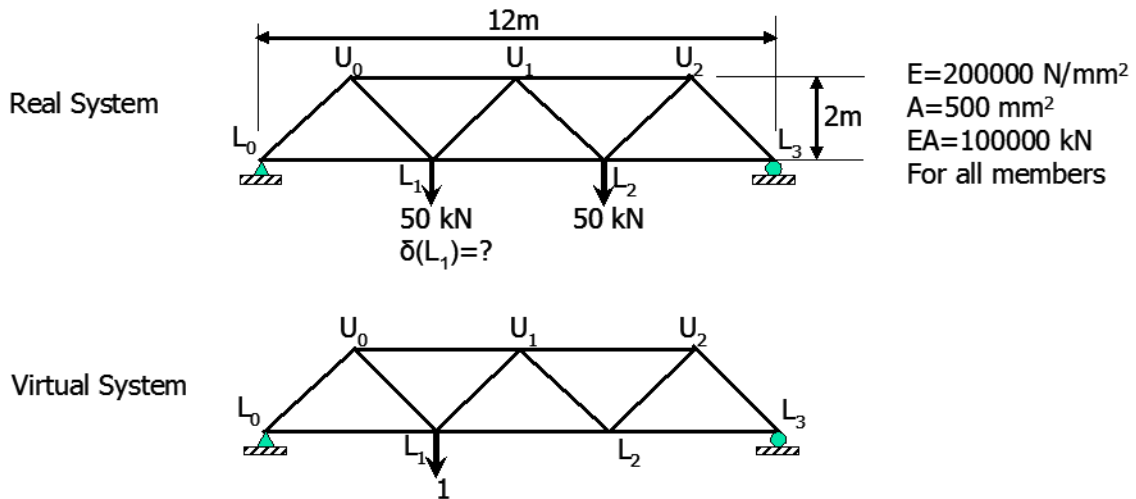 12m
U₀ U₁ U₂
Real System
E=200000 N/mm²
A=500 mm²
EA=100000 kN
For all members
2m
L₀ L₁ L₂ L₃
50 kN 50 kN
δ(L₁)=?
U₀ U₁ U₂
Virtual System
L₀ L₁ L₂ L₃
1